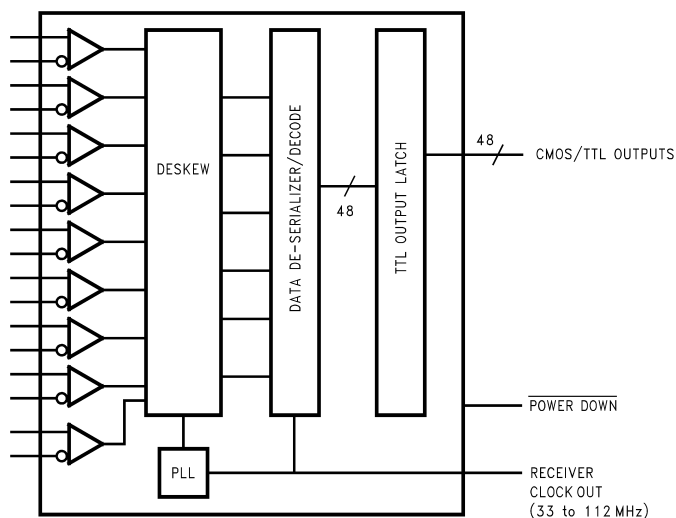 DESKEW
DATA DE-SERIALIZER/DECODE
48
TTL OUTPUT LATCH
48
CMOS/TTL OUTPUTS
POWER DOWN
PLL
RECEIVER
CLOCK OUT
(33 to 112 MHz)